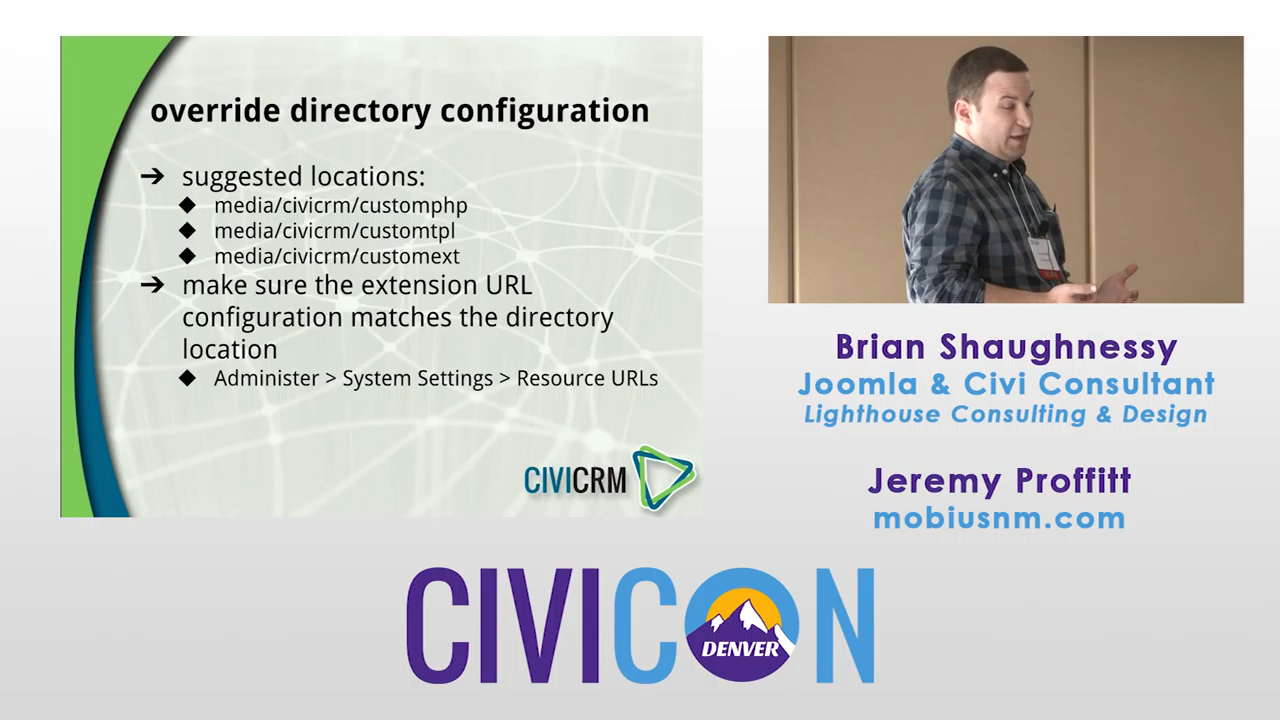 override directory configuration
➔ suggested locations:
◆ media/civicrm/customphp
◆ media/civicrm/customtpl
◆ media/civicrm/customext
➔ make sure the extension URL
configuration matches the directory
location
◆ Administer > System Settings > Resource URLs
CIVICRM
Brian Shaughnessy
Joomla & Civi Consultant
Lighthouse Consulting & Design
Jeremy Proffitt
mobiusnm.com
CIVICON
DENVER